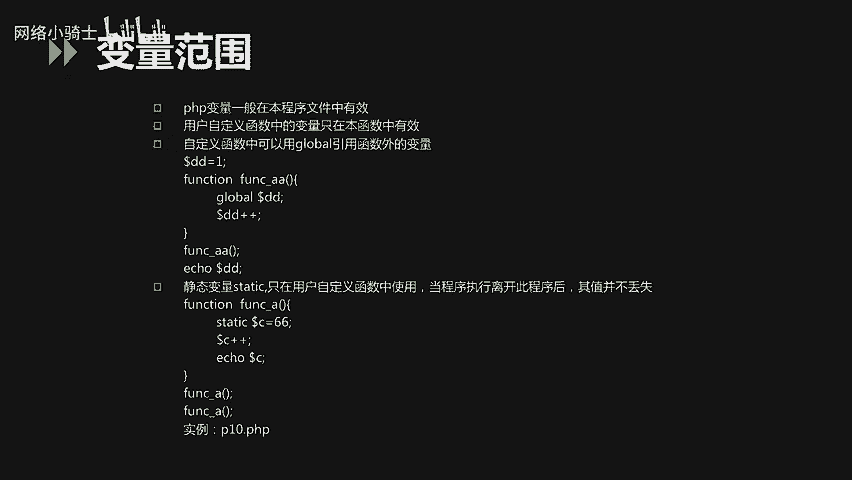 网络小骑士
变量范围
php变量一般在本程序文件中有效
用户自定义函数中的变量只在本函数中有效
自定义函数中可以用global引用函数外的变量
$dd=1;
function  func_aa(){
global $dd;
$dd++;
}
func_aa();
echo $dd;
静态变量static,只在用户自定义函数中使用，当程序执行离开此程序后，其值并不丢失
function  func_a(){
static $c=66;
$c++;
echo $c;
}
func_a();
func_a();
实例：p10.php